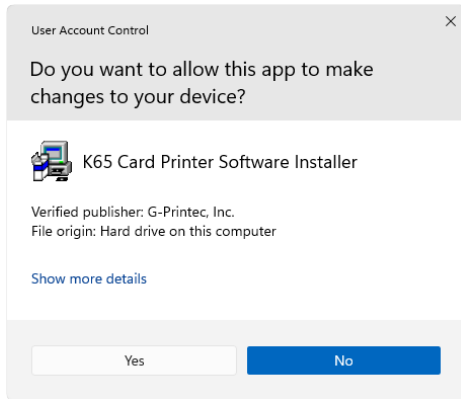 User Account Control
Do you want to allow this app to make
changes to your device?
K65 Card Printer Software Installer
Verified publisher: G-Printec, Inc.
File origin: Hard drive on this computer
Show more details
Yes
No